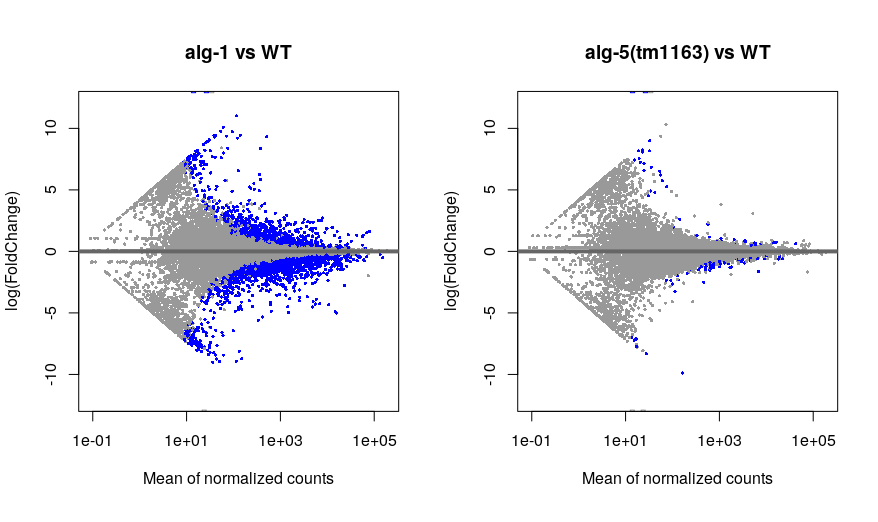 alg-1 vs WT
log(FoldChange)
10
5
0
-5
-10
1e-01
1e+01
1e+03
1e+05
Mean of normalized counts
alg-5(tm1163) vs WT
log(FoldChange)
10
5
0
-5
-10
1e-01
1e+01
1e+03
1e+05
Mean of normalized counts